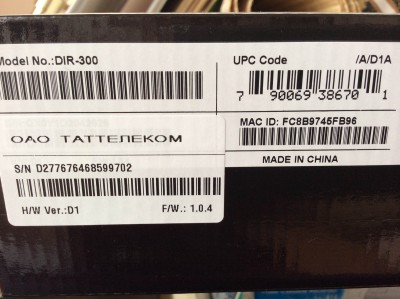 Model No.:DIR-300
UPC Code /A/D1A
7 90069 38670 1
ОАО ТАТТЕЛЕКОМ
MAC ID: FC8B9745FB96
S/N D277676468599702
MADE IN CHINA
H/W Ver.:D1 F/W.: 1.0.4